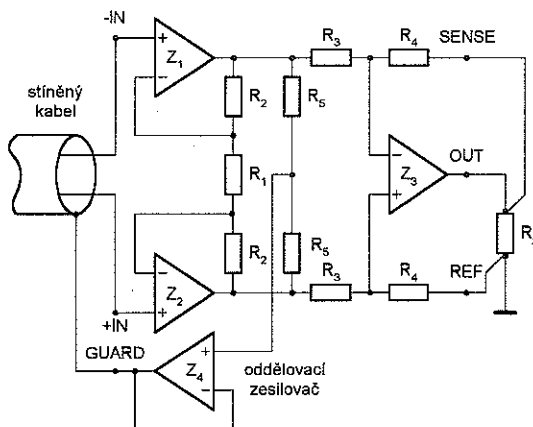 -IN
Z1
R3
R4
SENSE
stíněný
kabel
R2
R5
R1
OUT
Z3
R2
R5
R3
R4
REF
Z2
+IN
GUARD
Z4
oddělovací
zesilovač